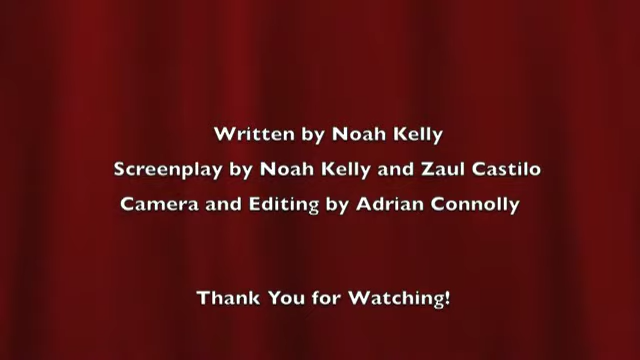 Written by Noah Kelly
Screenplay by Noah Kelly and Zaul Castilo
Camera and Editing by Adrian Connolly
Thank You for Watching!